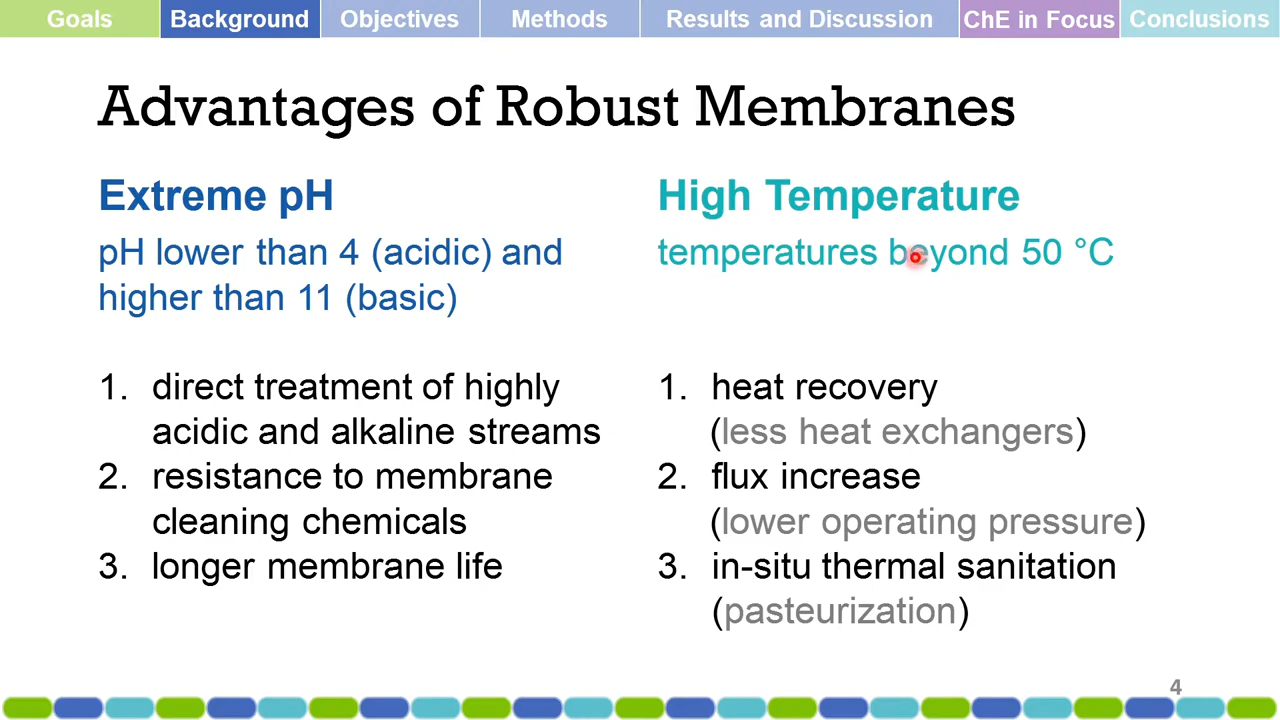 Goals Background Objectives Methods Results and Discussion ChE in Focus Conclusions
Advantages of Robust Membranes
Extreme pH
pH lower than 4 (acidic) and
higher than 11 (basic)
1. direct treatment of highly
acidic and alkaline streams
2. resistance to membrane
cleaning chemicals
3. longer membrane life
High Temperature
temperatures beyond 50 °C
1. heat recovery
(less heat exchangers)
2. flux increase
(lower operating pressure)
3. in-situ thermal sanitation
(pasteurization)
4